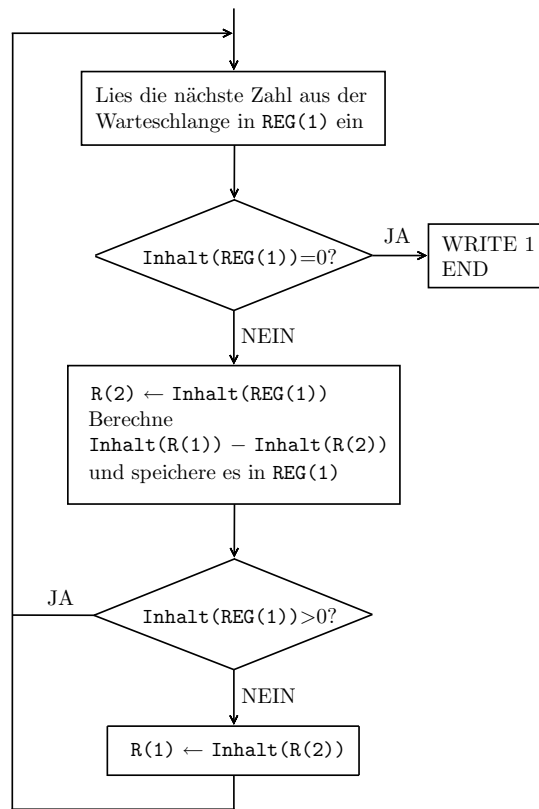 Lies die nächste Zahl aus der
Warteschlange in REG(1) ein
Inhalt(REG(1))=0?
JA
WRITE 1
END
NEIN
R(2) ← Inhalt(REG(1))
Berechne
Inhalt(R(1)) − Inhalt(R(2))
und speichere es in REG(1)
JA
Inhalt(REG(1))>0?
NEIN
R(1) ← Inhalt(R(2))